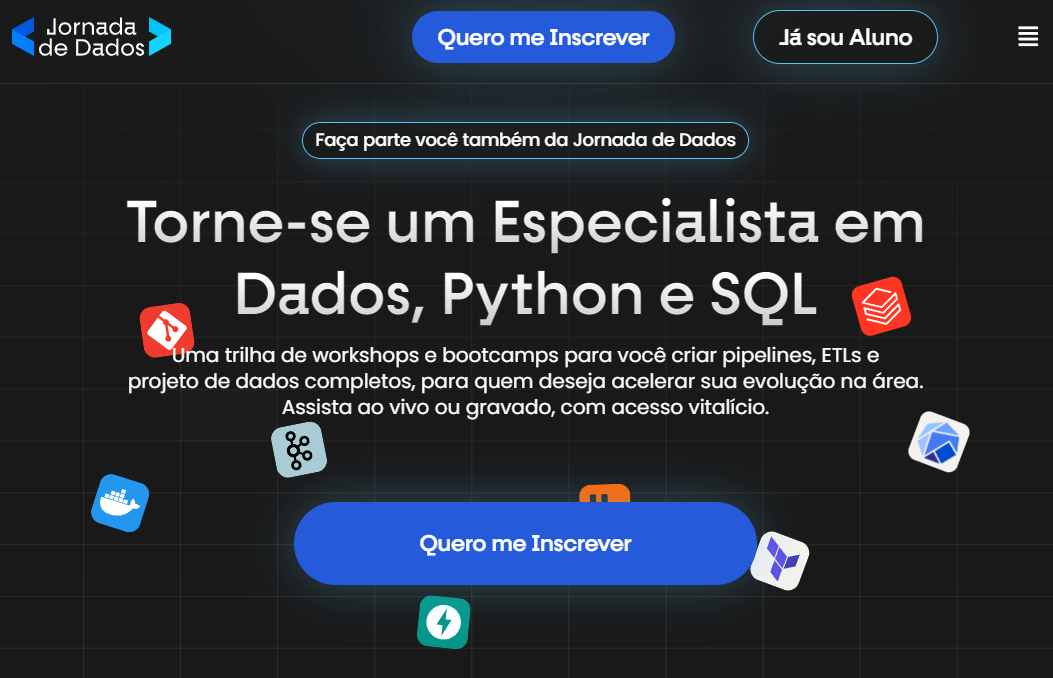 Jornada
de Dados
Quero me Inscrever
Já sou Aluno
Faça parte você também da Jornada de Dados
Torne-se um Especialista em
Dados, Python e SQL
Uma trilha de workshops e bootcamps para você criar pipelines, ETLs e
projeto de dados completos, para quem deseja acelerar sua evolução na área.
Assista ao vivo ou gravado, com acesso vitalício.
Quero me Inscrever